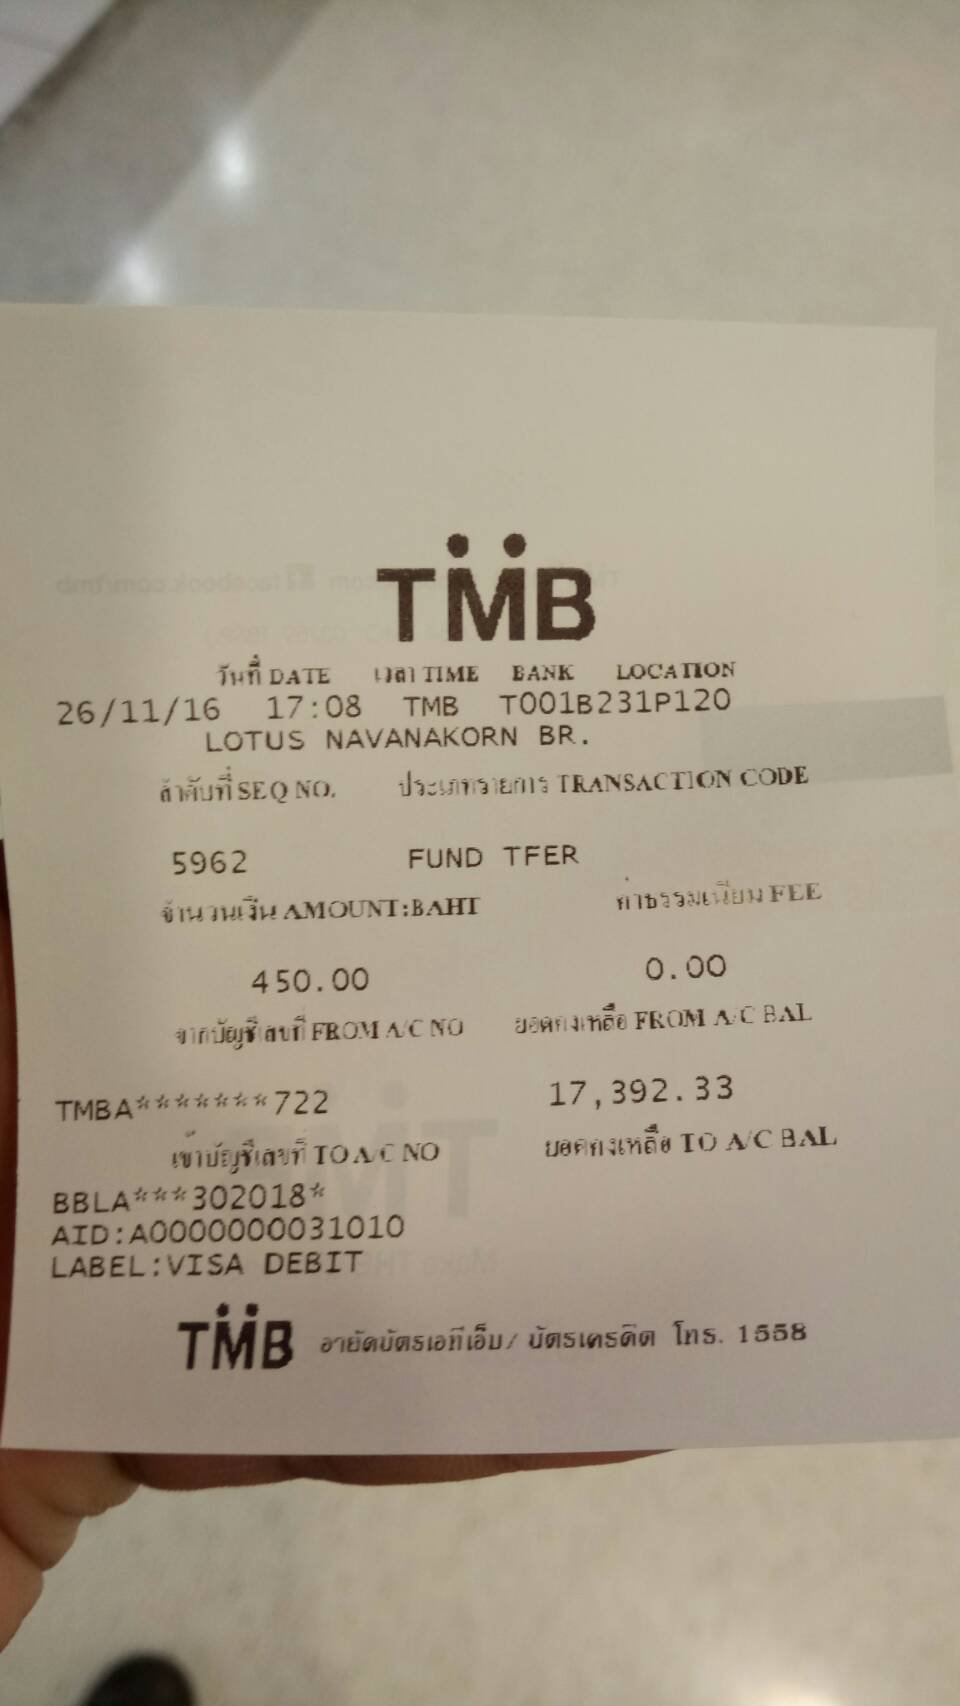 TMB
วันที่ DATE เวลา TIME BANK LOCATION
26/11/16 17:08 TMB T001B231P120
LOTUS NAVANAKORN BR.
ลำดับที่ SEQ NO. ประเภทรายการ TRANSACTION CODE
5962 FUND TFER
จำนวนเงิน AMOUNT:BAHT ค่าธรรมเนียม FEE
450.00 0.00
จากบัญชีเลขที่ FROM A/C NO ยอดคงเหลือ FROM A/C BAL
TMBA*******722 17,392.33
เข้าบัญชีเลขที่ TO A/C NO ยอดคงเหลือ TO A/C BAL
BBLA***302018*
AID:A0000000031010
LABEL:VISA DEBIT
TMB อายัดบัตรเอทีเอ็ม/ บัตรเครดิต โทร. 1558